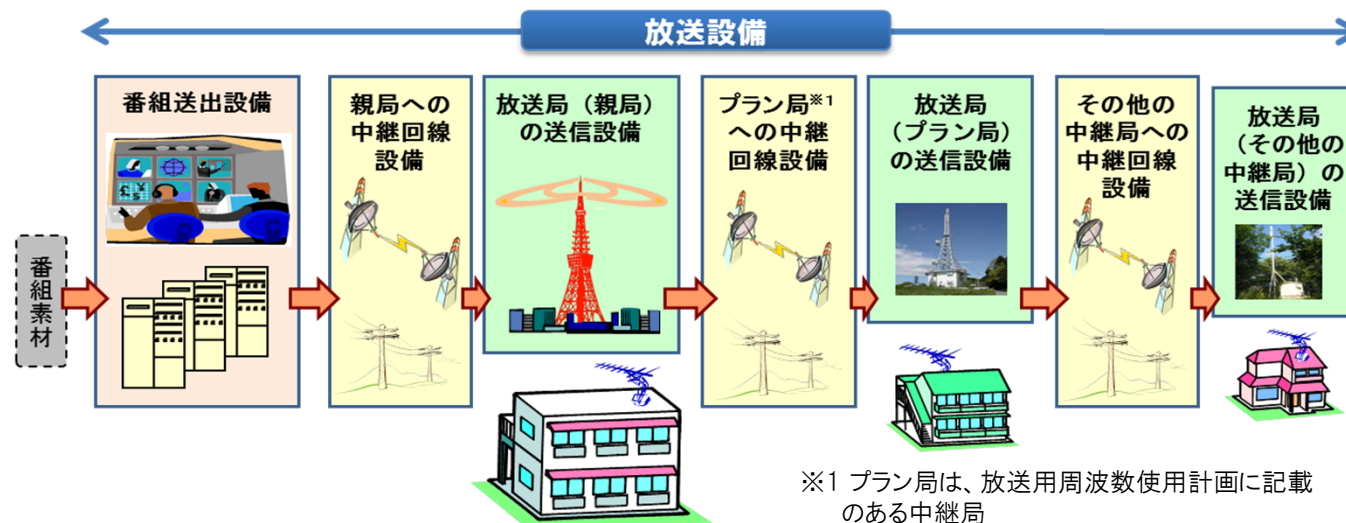 放送設備
番組素材
番組送出設備
親局への
中継回線
設備
放送局（親局）
の送信設備
プラン局※1
への中継
回線設備
放送局
（プラン局）
の送信設備
その他の
中継局への
中継回線
設備
放送局
（その他の
中継局）の
送信設備
※1 プラン局は、放送用周波数使用計画に記載
のある中継局